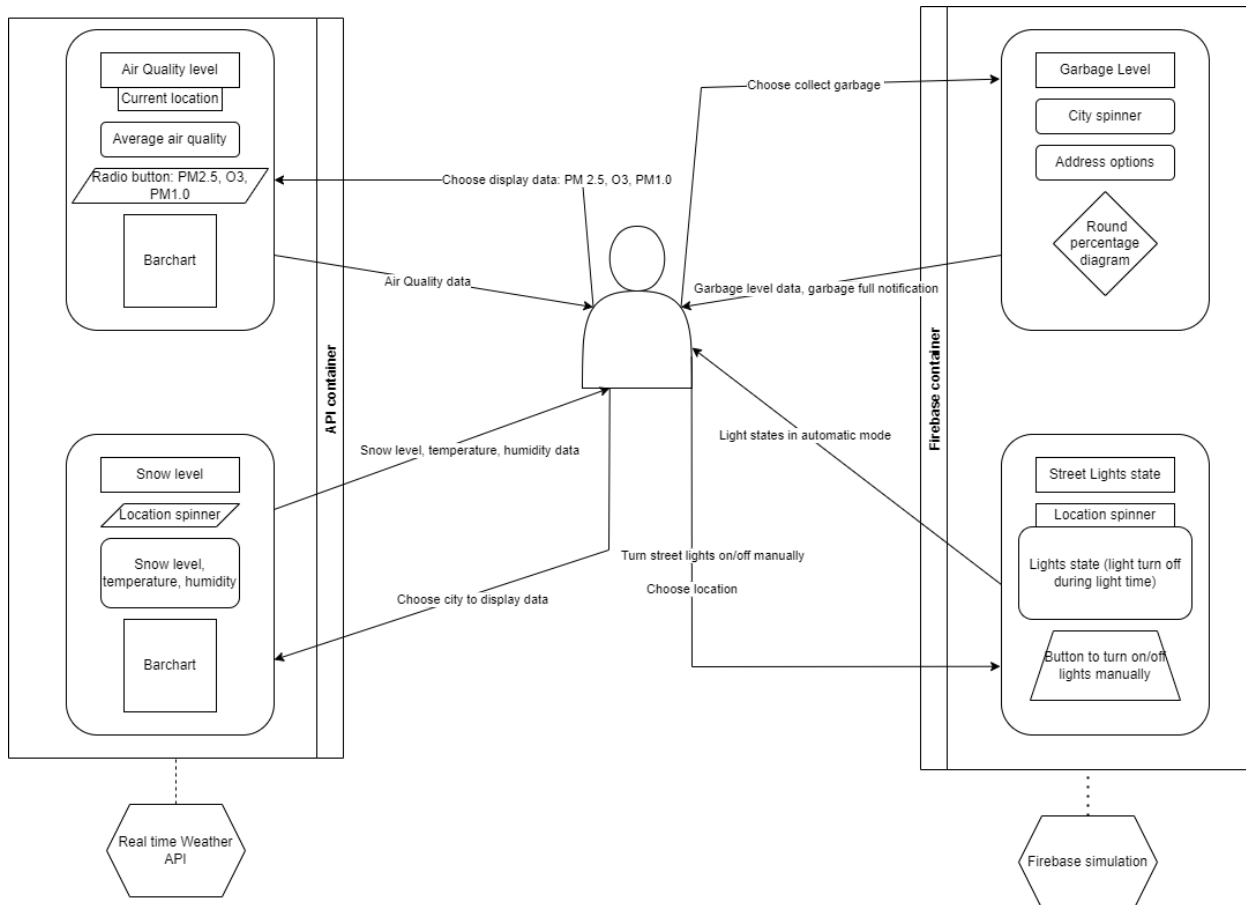 Air Quality level
Current location
Average air quality
Radio button: PM2.5, O3,
PM1.0
Barchart
API container
Snow level
Location spinner
Snow level,
temperature, humidity
Barchart
Real time Weather
API
Choose display data: PM 2.5, O3, PM1.0
Air Quality data
Snow level, temperature, humidity data
Choose city to display data
Choose collect garbage
Garbage level data, garbage full notification
Light states in automatic mode
Turn street lights on/off manually
Choose location
Firebase container
Garbage Level
City spinner
Address options
Round
percentage
diagram
Street Lights state
Location spinner
Lights state (light turn off
during light time)
Button to turn on/off
lights manually
Firebase simulation